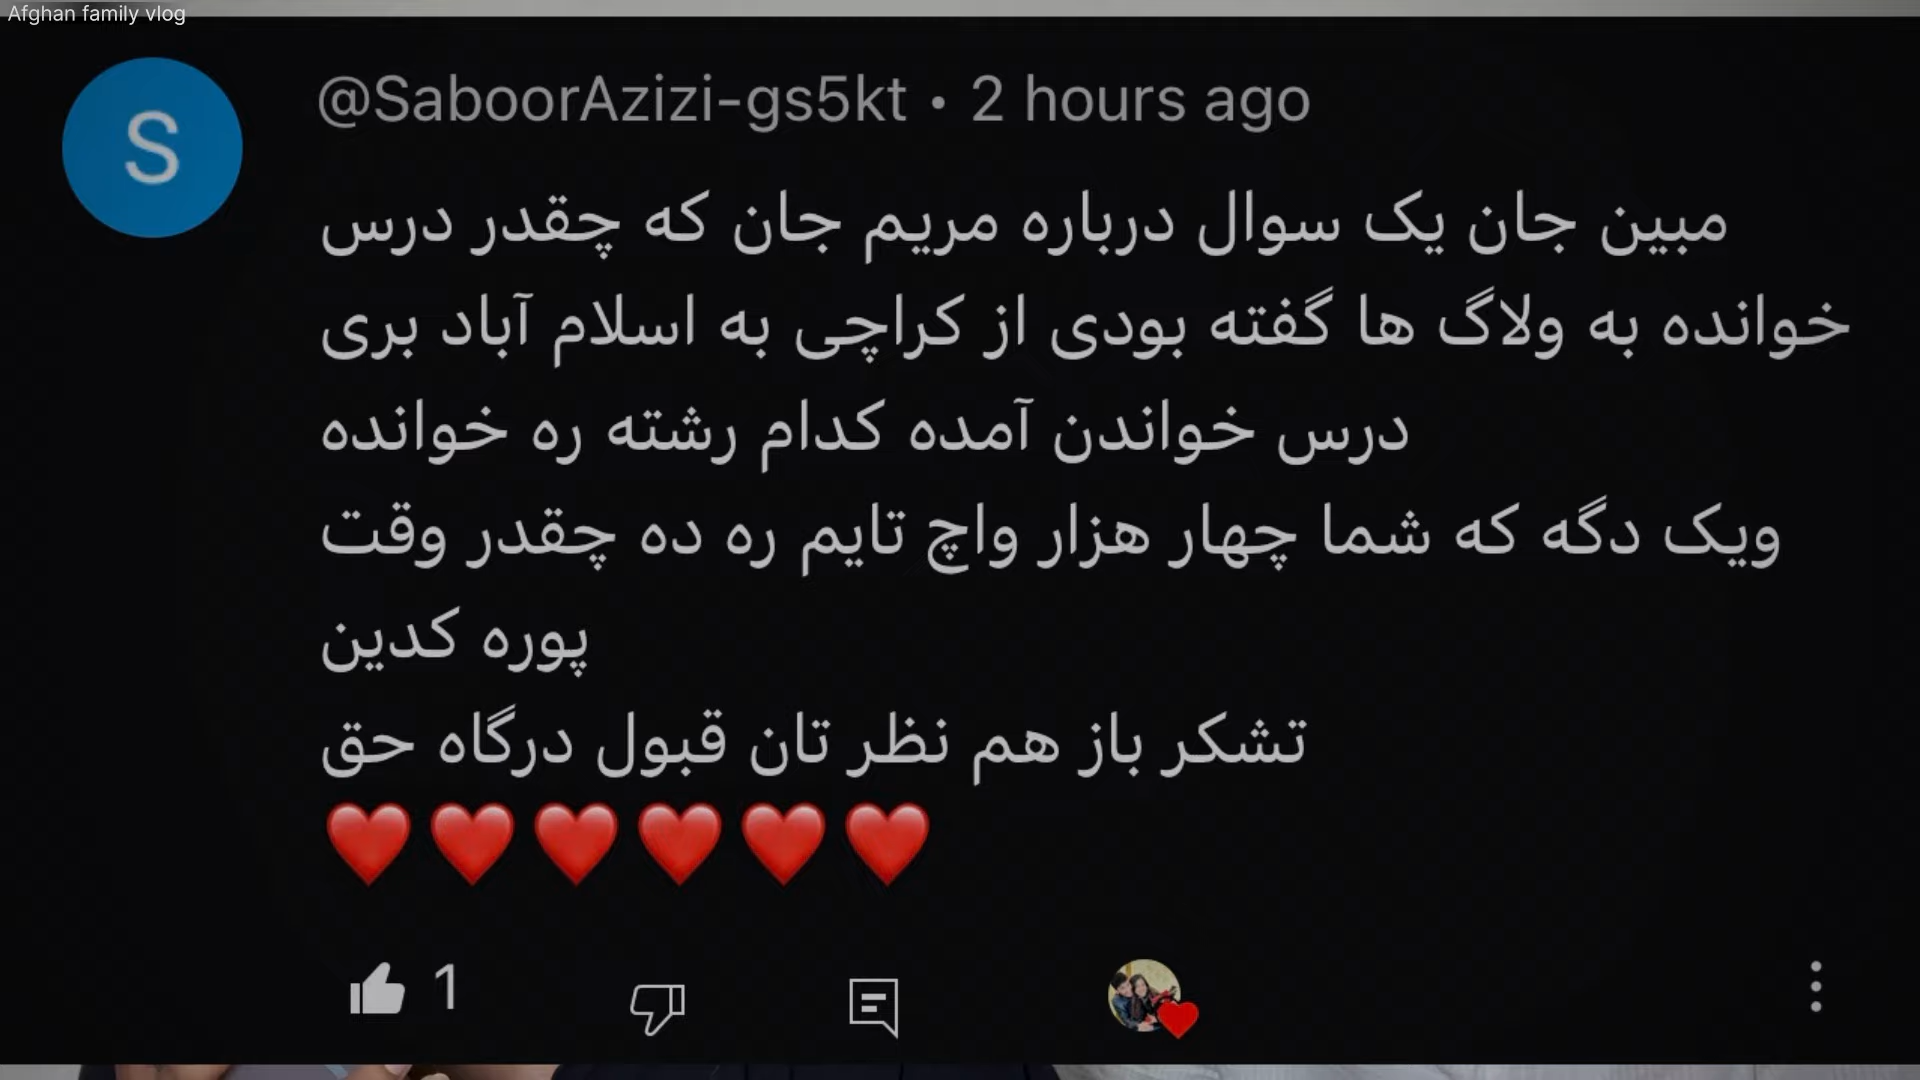 Afghan family vlog
@SaboorAzizi-gs5kt • 2 hours ago
S
مبین جان یک سوال درباره مریم جان که چقدر درس
خوانده به ولاگ ها گفته بودی از کراچی به اسلام آباد بری
درس خواندن آمده کدام رشته ره خوانده
ویک دگه که شما چهار هزار واچ تایم ره ده چقدر وقت
پوره کدین
تشکر باز هم نظر تان قبول درگاه حق
❤️❤️❤️❤️❤️❤️
1